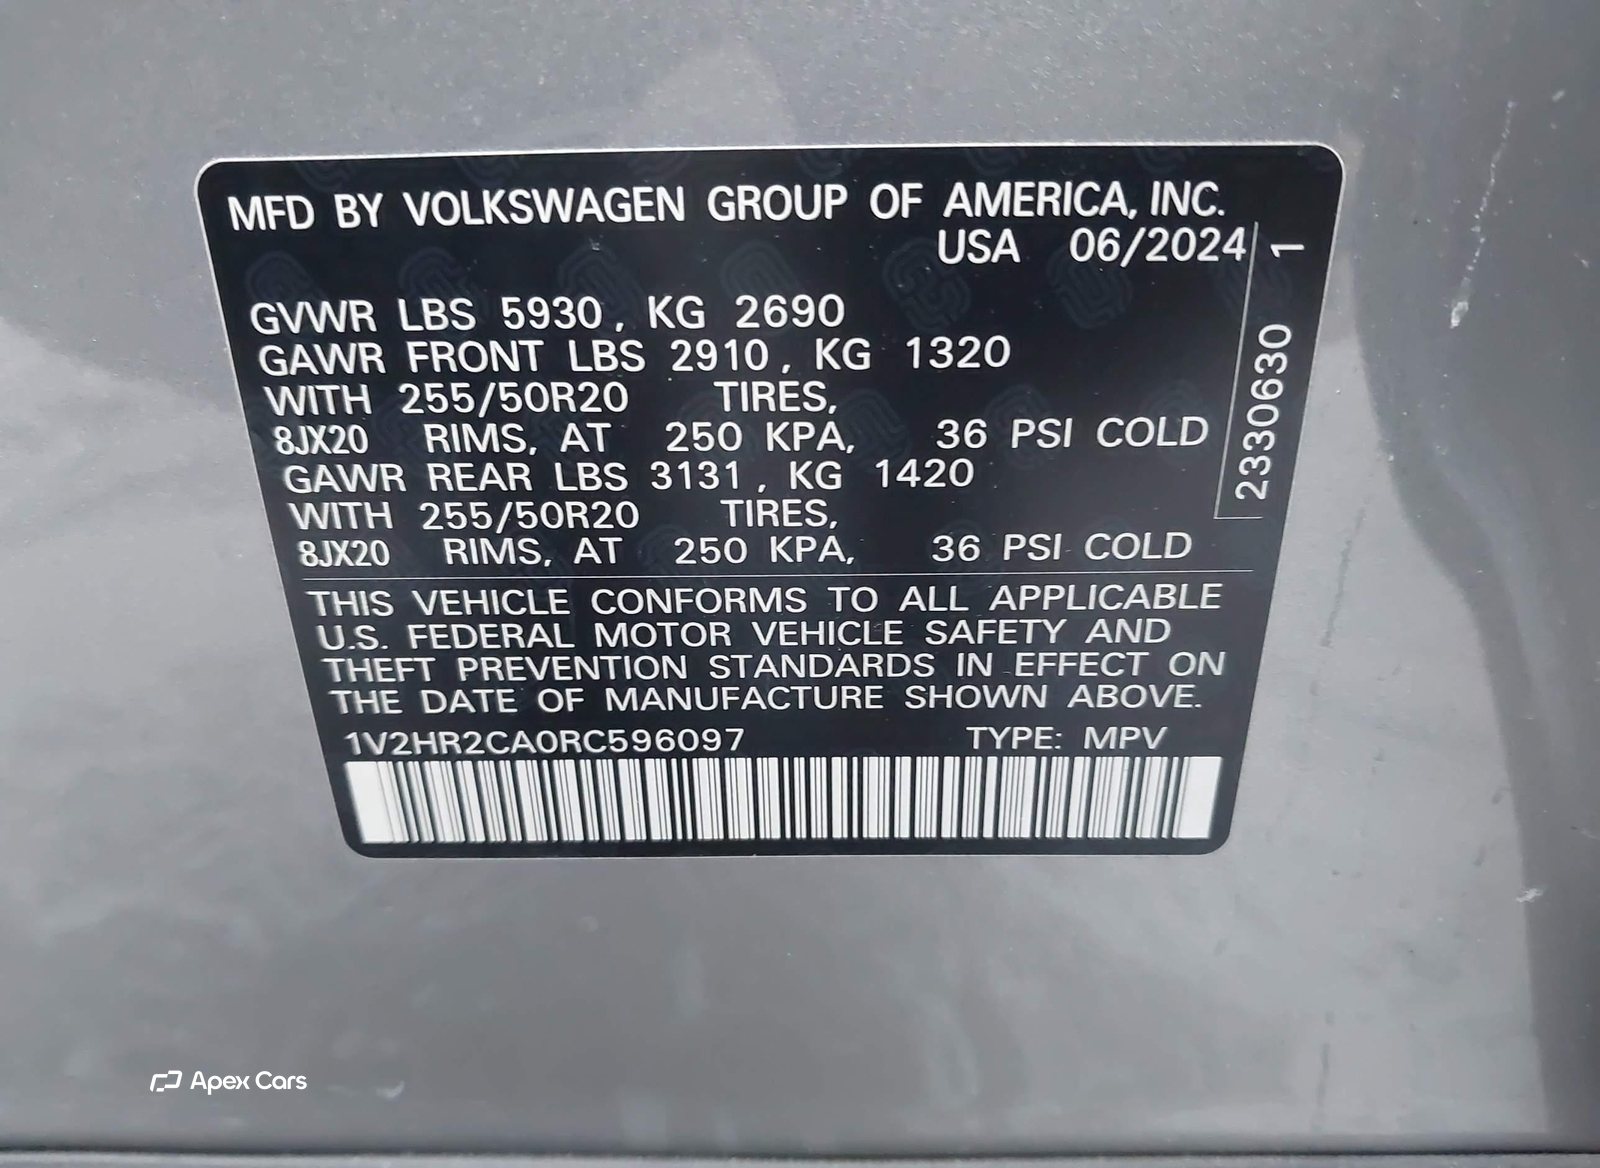 MFD BY VOLKSWAGEN GROUP OF AMERICA, INC.
USA 06/2024
GVWR LBS 5930, KG 2690
GAWR FRONT LBS 2910, KG 1320
WITH 255/50R20 TIRES,
8JX20 RIMS, AT 250 KPA, 36 PSI COLD
GAWR REAR LBS 3131, KG 1420
WITH 255/50R20 TIRES,
8JX20 RIMS, AT 250 KPA, 36 PSI COLD
THIS VEHICLE CONFORMS TO ALL APPLICABLE
U.S. FEDERAL MOTOR VEHICLE SAFETY AND
THEFT PREVENTION STANDARDS IN EFFECT ON
THE DATE OF MANUFACTURE SHOWN ABOVE.
1V2HR2CA0RC596097 TYPE: MPV
2330630 1
Apex Cars